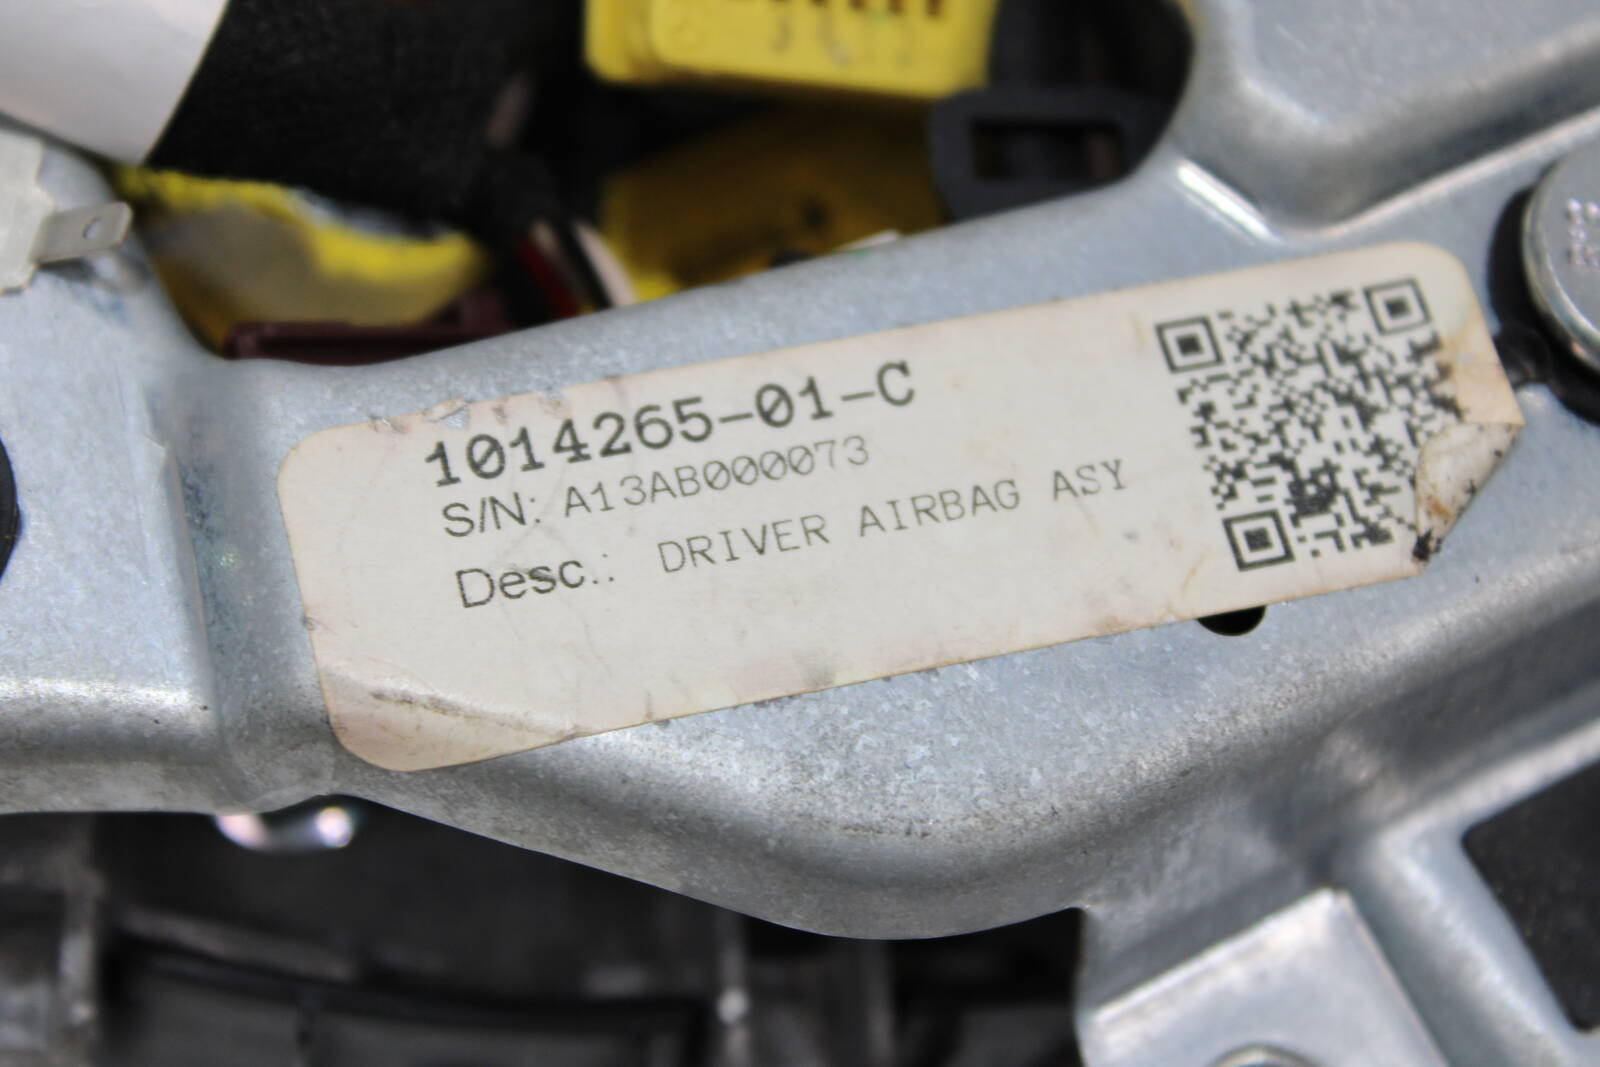 1014265-01-C
S/N: A13AB000073
Desc.: DRIVER AIRBAG ASY